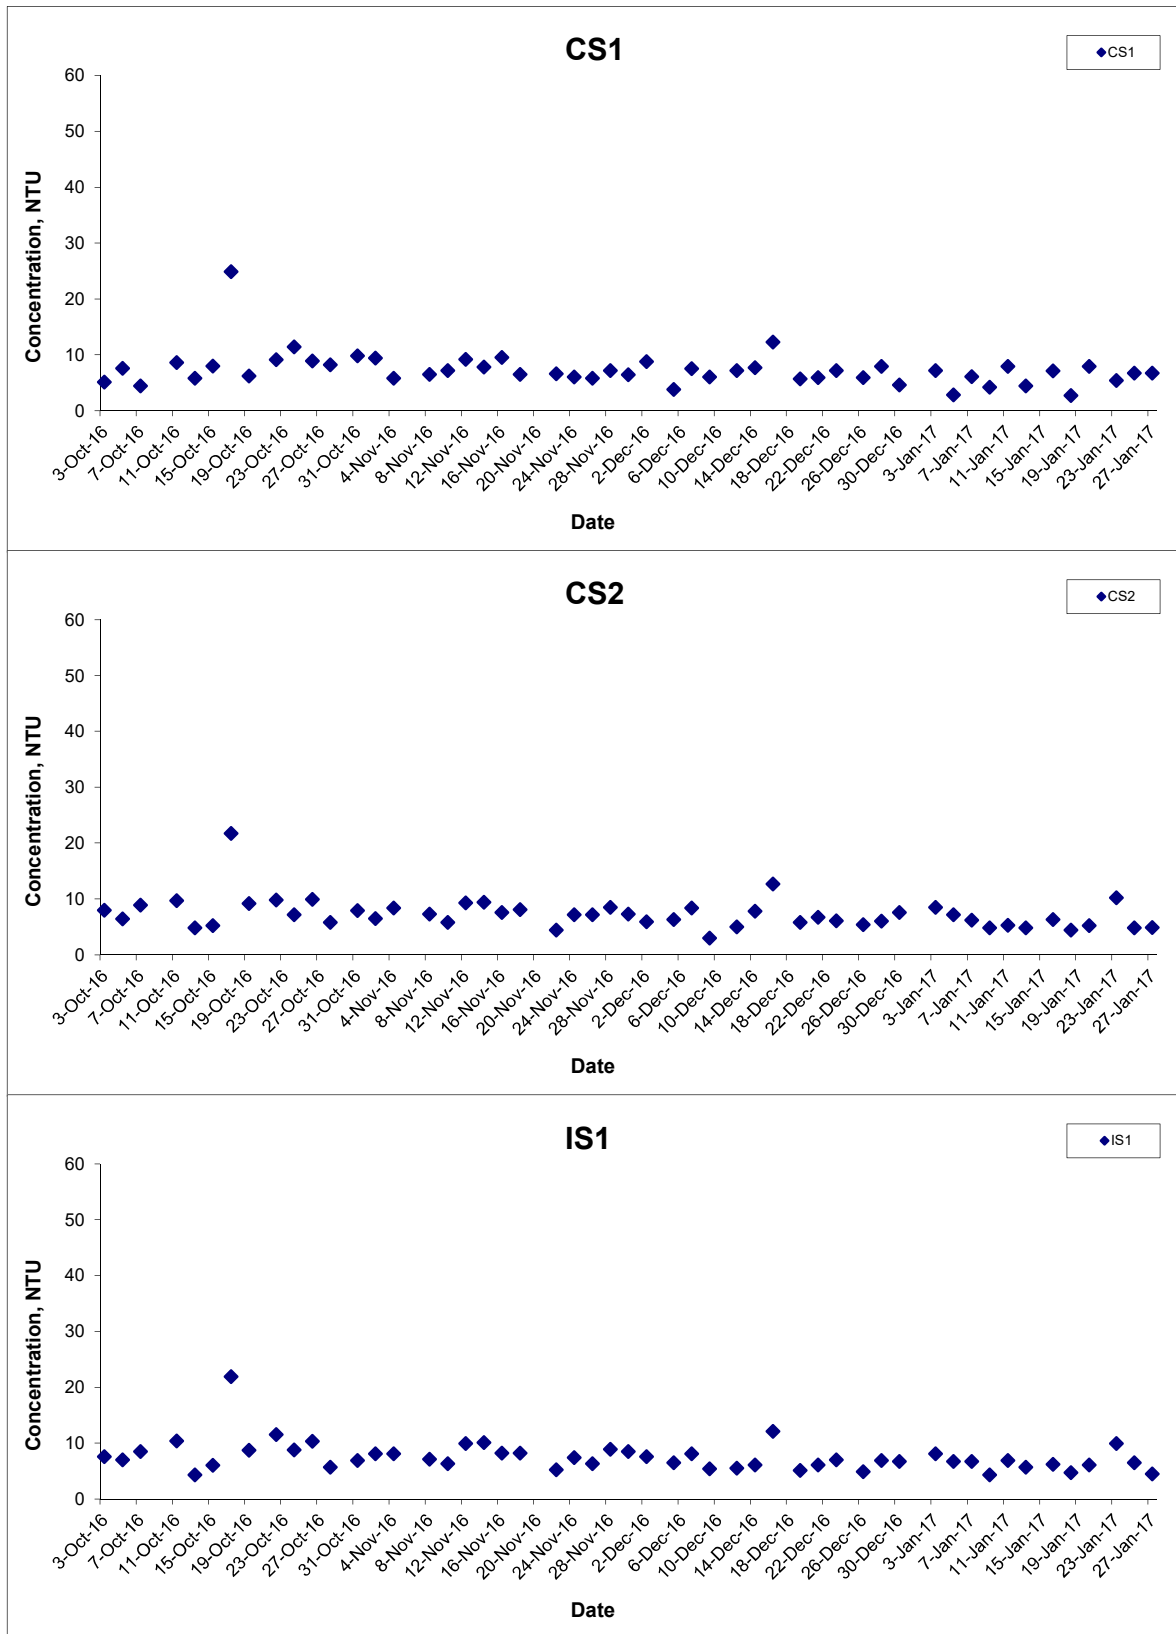 CS1
CS1
60
50
40
30
20
10
0
Concentration, NTU
3-Oct-16
7-Oct-16
11-Oct-16
15-Oct-16
19-Oct-16
23-Oct-16
27-Oct-16
31-Oct-16
4-Nov-16
8-Nov-16
12-Nov-16
16-Nov-16
20-Nov-16
24-Nov-16
28-Nov-16
2-Dec-16
6-Dec-16
10-Dec-16
14-Dec-16
18-Dec-16
22-Dec-16
26-Dec-16
30-Dec-16
3-Jan-17
7-Jan-17
11-Jan-17
15-Jan-17
19-Jan-17
23-Jan-17
27-Jan-17
Date
CS2
CS2
60
50
40
30
20
10
0
Concentration, NTU
3-Oct-16
7-Oct-16
11-Oct-16
15-Oct-16
19-Oct-16
23-Oct-16
27-Oct-16
31-Oct-16
4-Nov-16
8-Nov-16
12-Nov-16
16-Nov-16
20-Nov-16
24-Nov-16
28-Nov-16
2-Dec-16
6-Dec-16
10-Dec-16
14-Dec-16
18-Dec-16
22-Dec-16
26-Dec-16
30-Dec-16
3-Jan-17
7-Jan-17
11-Jan-17
15-Jan-17
19-Jan-17
23-Jan-17
27-Jan-17
Date
IS1
IS1
60
50
40
30
20
10
0
Concentration, NTU
3-Oct-16
7-Oct-16
11-Oct-16
15-Oct-16
19-Oct-16
23-Oct-16
27-Oct-16
31-Oct-16
4-Nov-16
8-Nov-16
12-Nov-16
16-Nov-16
20-Nov-16
24-Nov-16
28-Nov-16
2-Dec-16
6-Dec-16
10-Dec-16
14-Dec-16
18-Dec-16
22-Dec-16
26-Dec-16
30-Dec-16
3-Jan-17
7-Jan-17
11-Jan-17
15-Jan-17
19-Jan-17
23-Jan-17
27-Jan-17
Date